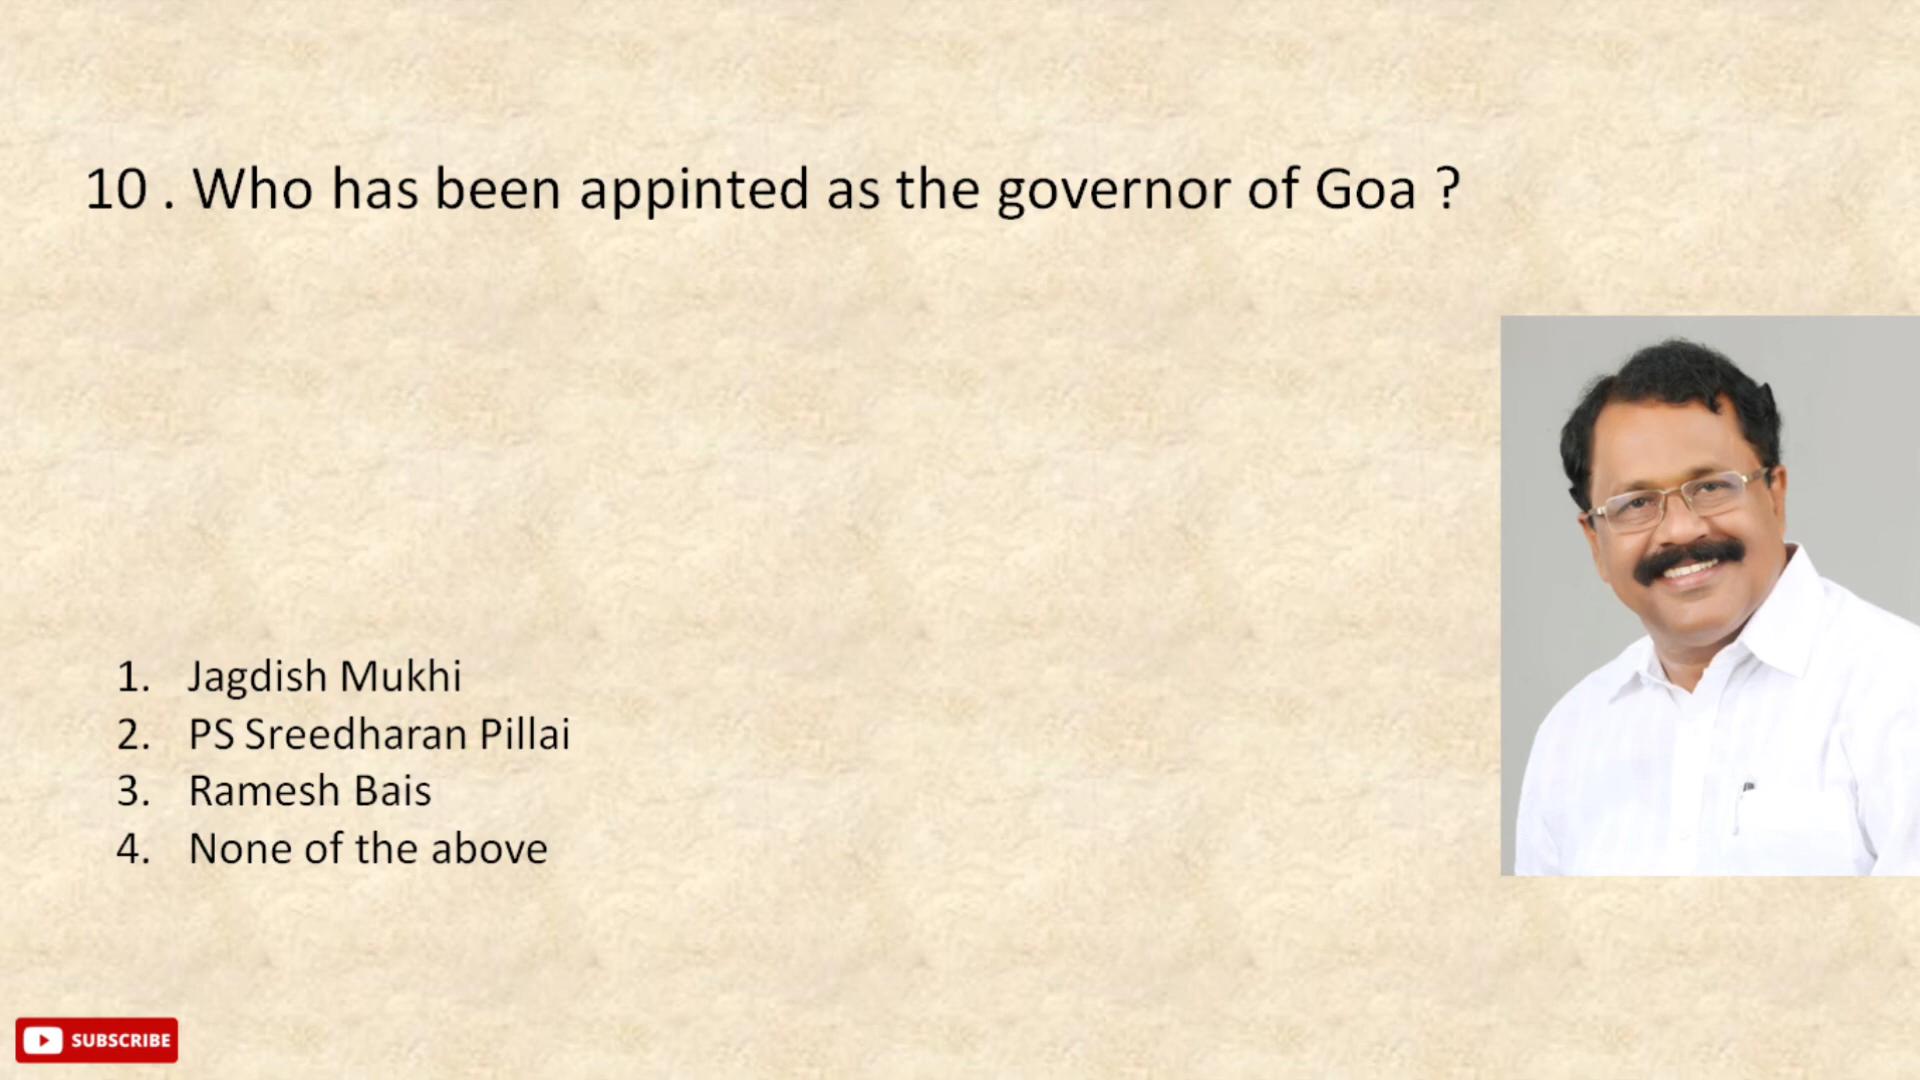 10 . Who has been appinted as the governor of Goa ?
1. Jagdish Mukhi
2. PS Sreedharan Pillai
3. Ramesh Bais
4. None of the above
SUBSCRIBE